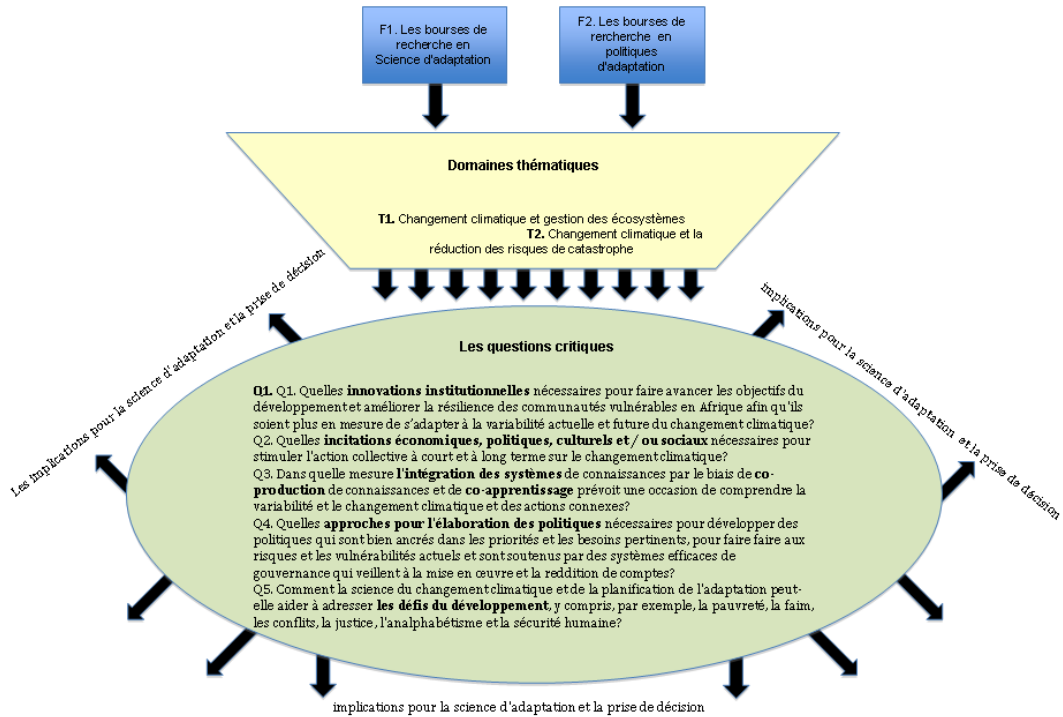 F1. Les bourses de
recherche en
Science d'adaptation
F2. Les bourses de
rercherche en
politiques
d'adaptation
Domaines thématiques
T1. Changement climatique et gestion des écosystèmes
T2. Changement climatique et la
réduction des risques de catastrophe
Les implications pour la science d'adaptation et la prise de décision
implications pour la science d'adaptation et la prise de décision
Les questions critiques
Q1. Q1. Quelles innovations institutionnelles nécessaires pour faire avancer les objectifs du
développement et améliorer la résilience des communautés vulnérables en Afrique afin qu'ils
soient plus en mesure de s'adapter à la variabilité actuelle et future du changement climatique?
Q2. Quelles incitations économiques, politiques, culturels et / ou sociaux nécessaires pour
stimuler l'action collective à court et à long terme sur le changement climatique?
Q3. Dans quelle mesure l'intégration des systèmes de connaissances par le biais de co-
production de connaissances et de co-apprentissage prévoit une occasion de comprendre la
variabilité et le changement climatique et des actions connexes?
Q4. Quelles approches pour l'élaboration des politiques nécessaires pour développer des
politiques qui sont bien ancrés dans les priorités et les besoins pertinents, pour faire faire aux
risques et les vulnérabilités actuels et sont soutenus par des systèmes efficaces de
gouvernance qui veillent à la mise en œuvre et la reddition de comptes?
Q5. Comment la science du changement climatique et de la planification de l'adaptation peut-
elle aider à adresser les défis du développement, y compris, par exemple, la pauvreté, la faim,
les conflits, la justice, l'analphabétisme et la sécurité humaine?
implications pour la science d'adaptation et la prise de décision